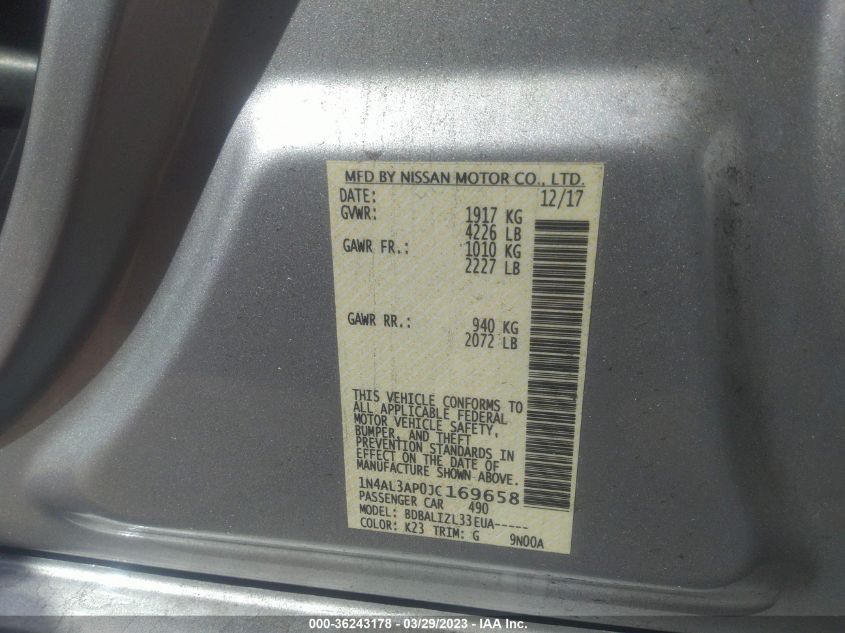 MFD BY NISSAN MOTOR CO., LTD.
DATE: 12/17
GVWR: 1917 KG
4226 LB
GAWR FR.: 1010 KG
2227 LB
GAWR RR.: 940 KG
2072 LB
THIS VEHICLE CONFORMS TO
ALL APPLICABLE FEDERAL
MOTOR VEHICLE SAFETY,
BUMPER, AND THEFT
PREVENTION STANDARDS IN
EFFECT ON THE DATE OF
MANUFACTURE SHOWN ABOVE.
1N4AL3AP0JC169658
PASSENGER CAR 490
MODEL: BDBALIZL33EUA-----
COLOR: K23 TRIM: G 9N00A
000-36243178 - 03/29/2023 - IAA Inc.